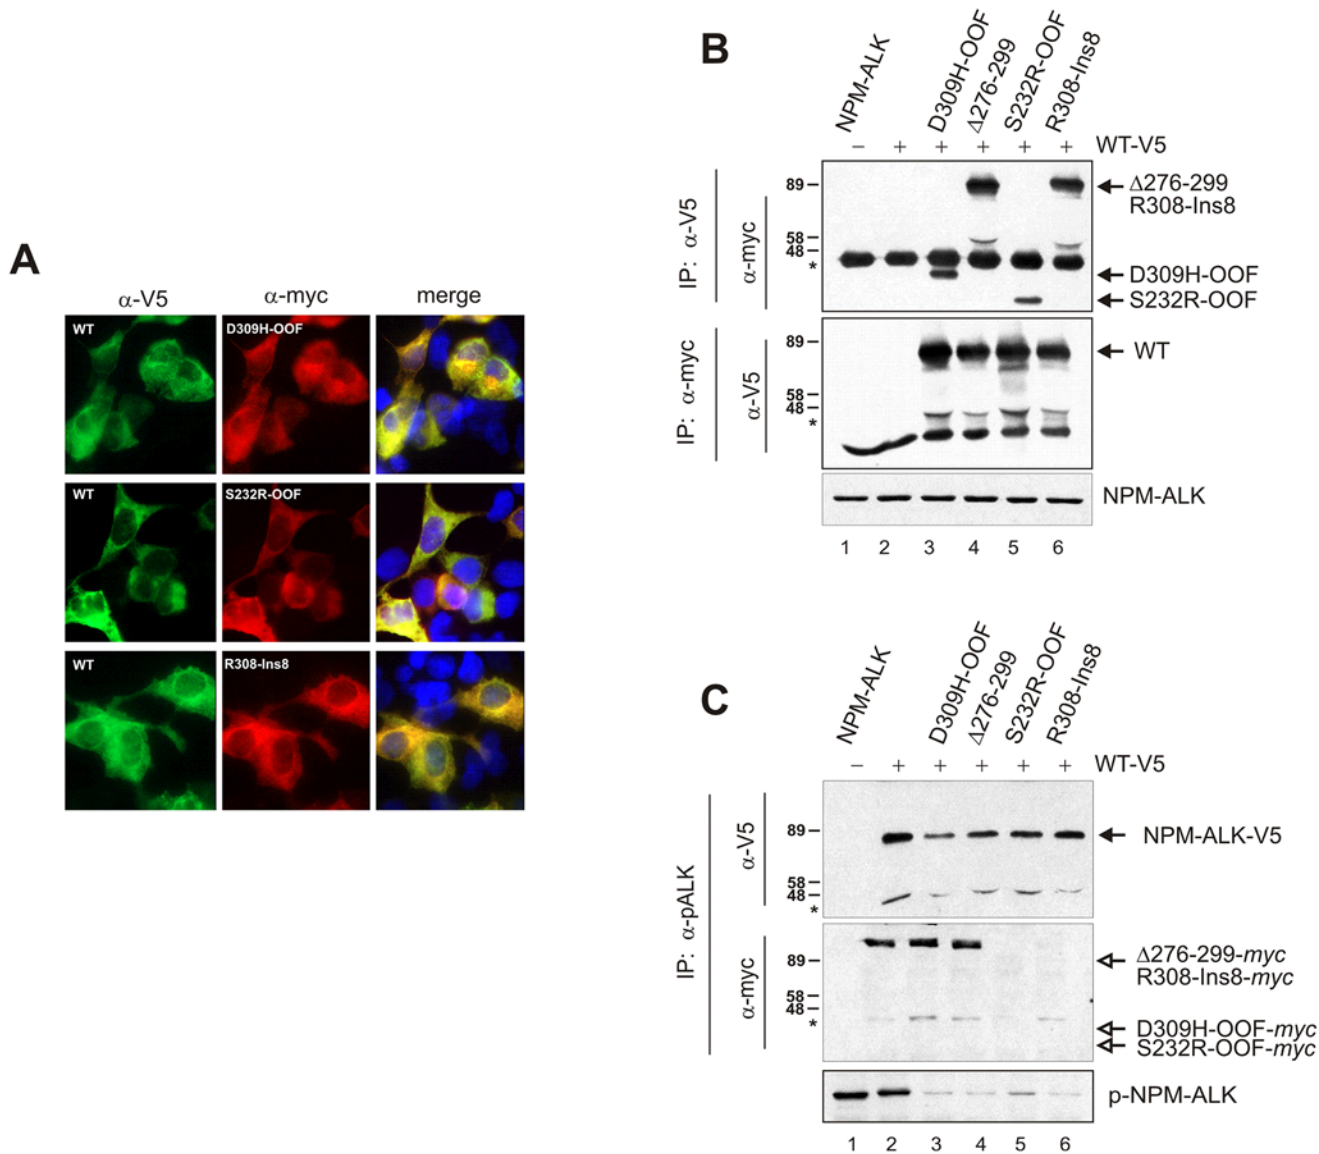 A
α-V5 α-myc merge
WT D309H-OOF
WT S232R-OOF
WT R308-Ins8
B
NPM-ALK D309H-OOF Δ276-299 S232R-OOF R308-Ins8
− + + + + + WT-V5
IP: α-V5
α-myc
89
58
48
*
Δ276-299
R308-Ins8
D309H-OOF
S232R-OOF
IP: α-myc
α-V5
89
58
48
*
WT
NPM-ALK
1 2 3 4 5 6
C
NPM-ALK D309H-OOF Δ276-299 S232R-OOF R308-Ins8
− + + + + + WT-V5
IP: α-pALK
α-V5
89
58
48
*
NPM-ALK-V5
α-myc
89
58
48
*
Δ276-299-myc
R308-Ins8-myc
D309H-OOF-myc
S232R-OOF-myc
p-NPM-ALK
1 2 3 4 5 6